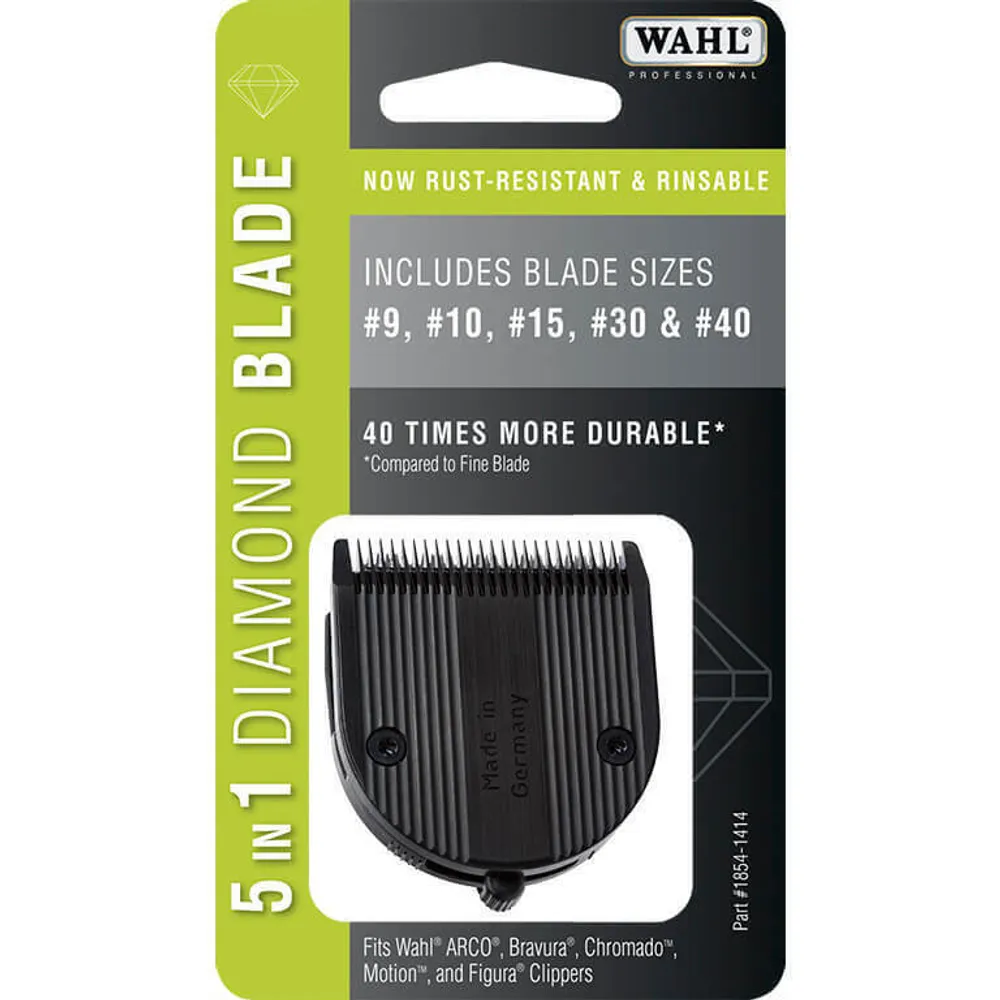 WAHL®
PROFESSIONAL
5 IN 1 DIAMOND BLADE
NOW RUST-RESISTANT & RINSABLE
INCLUDES BLADE SIZES
#9, #10, #15, #30 & #40
40 TIMES MORE DURABLE*
*Compared to Fine Blade
Made in
Germany
Part #1854-1414
Fits Wahl® ARCO®, Bravura®, Chromado™,
Motion™, and Figura® Clippers